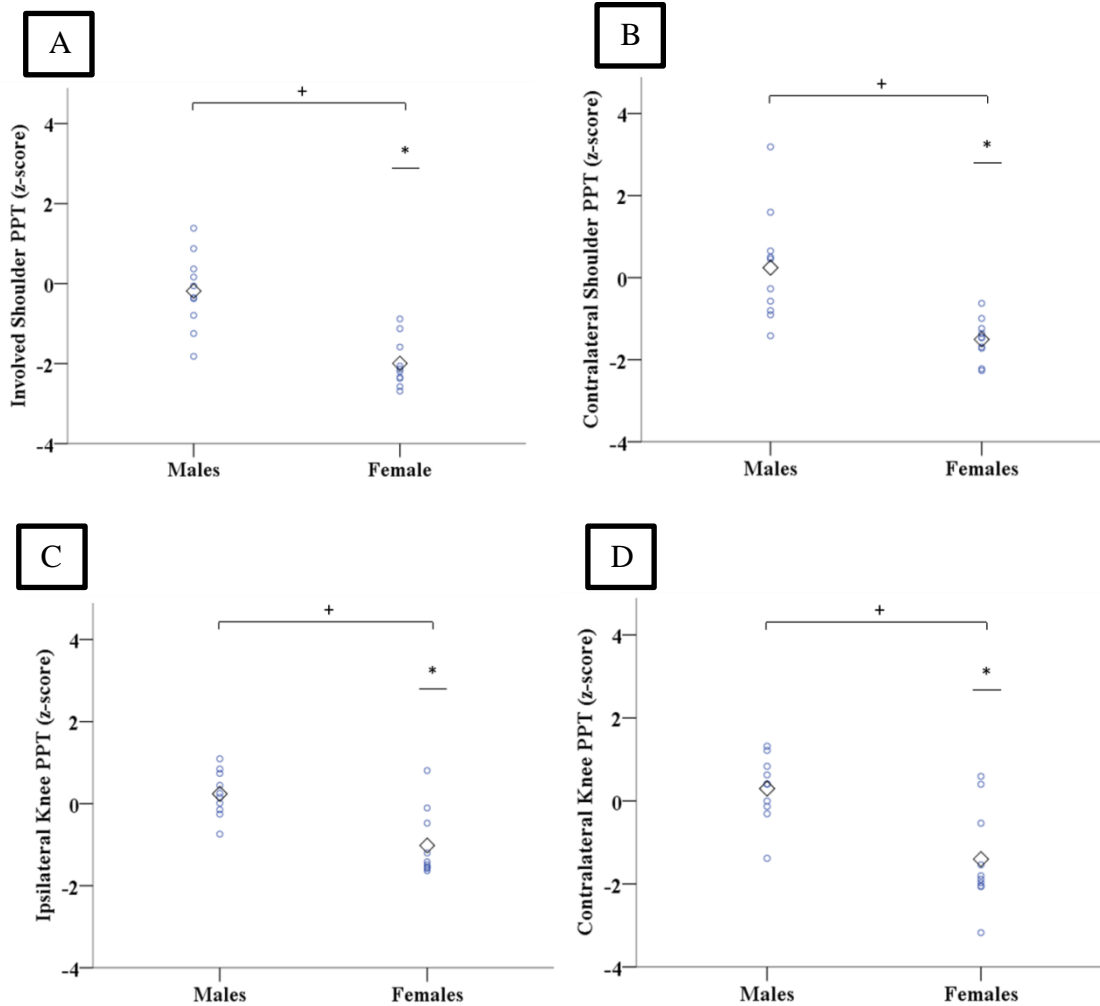 A
+
Involved Shoulder PPT (z-score)
4
*
2
0
-2
-4
Males
Female
B
+
Contralateral Shoulder PPT (z-score)
4
*
2
0
-2
-4
Males
Females
C
+
Ipsilateral Knee PPT (z-score)
4
*
2
0
-2
-4
Males
Females
D
+
Contralateral Knee PPT (z-score)
4
*
2
0
-2
-4
Males
Females